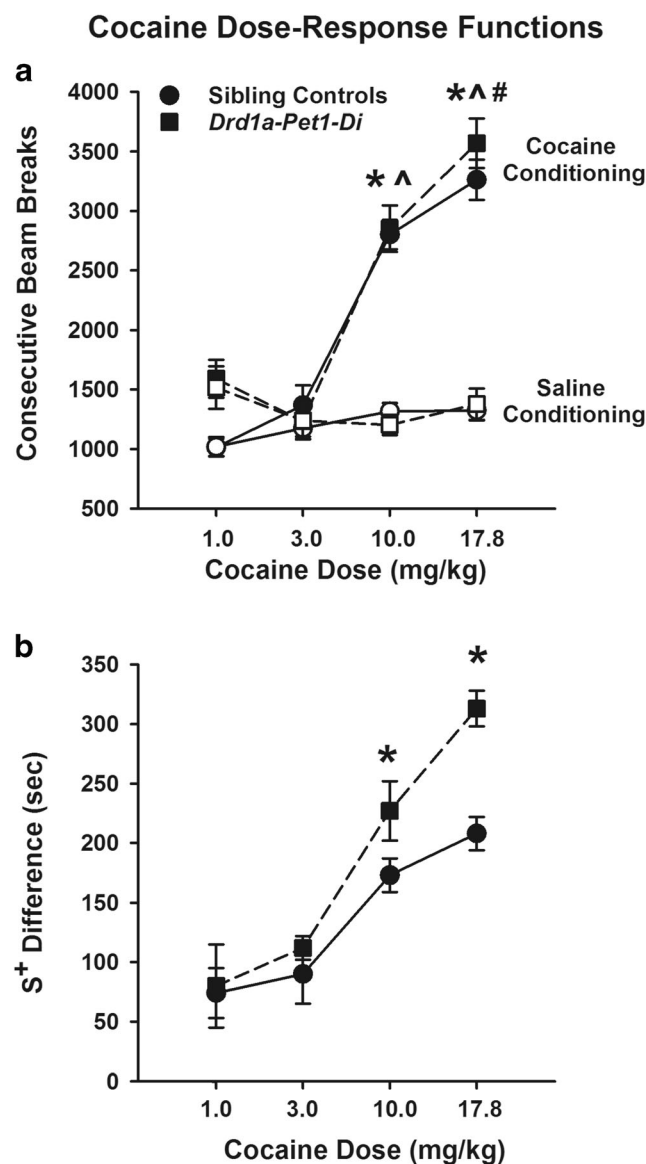 Cocaine Dose-Response Functions
a
4000
3500
3000
2500
2000
1500
1000
500
Consecutive Beam Breaks
Sibling Controls
Drd1a-Pet1-Di
* ^
*^#
Cocaine
Conditioning
Saline
Conditioning
1.0 3.0 10.0 17.8
Cocaine Dose (mg/kg)
b
350
300
250
200
150
100
50
0
S+ Difference (sec)
*
*
1.0 3.0 10.0 17.8
Cocaine Dose (mg/kg)